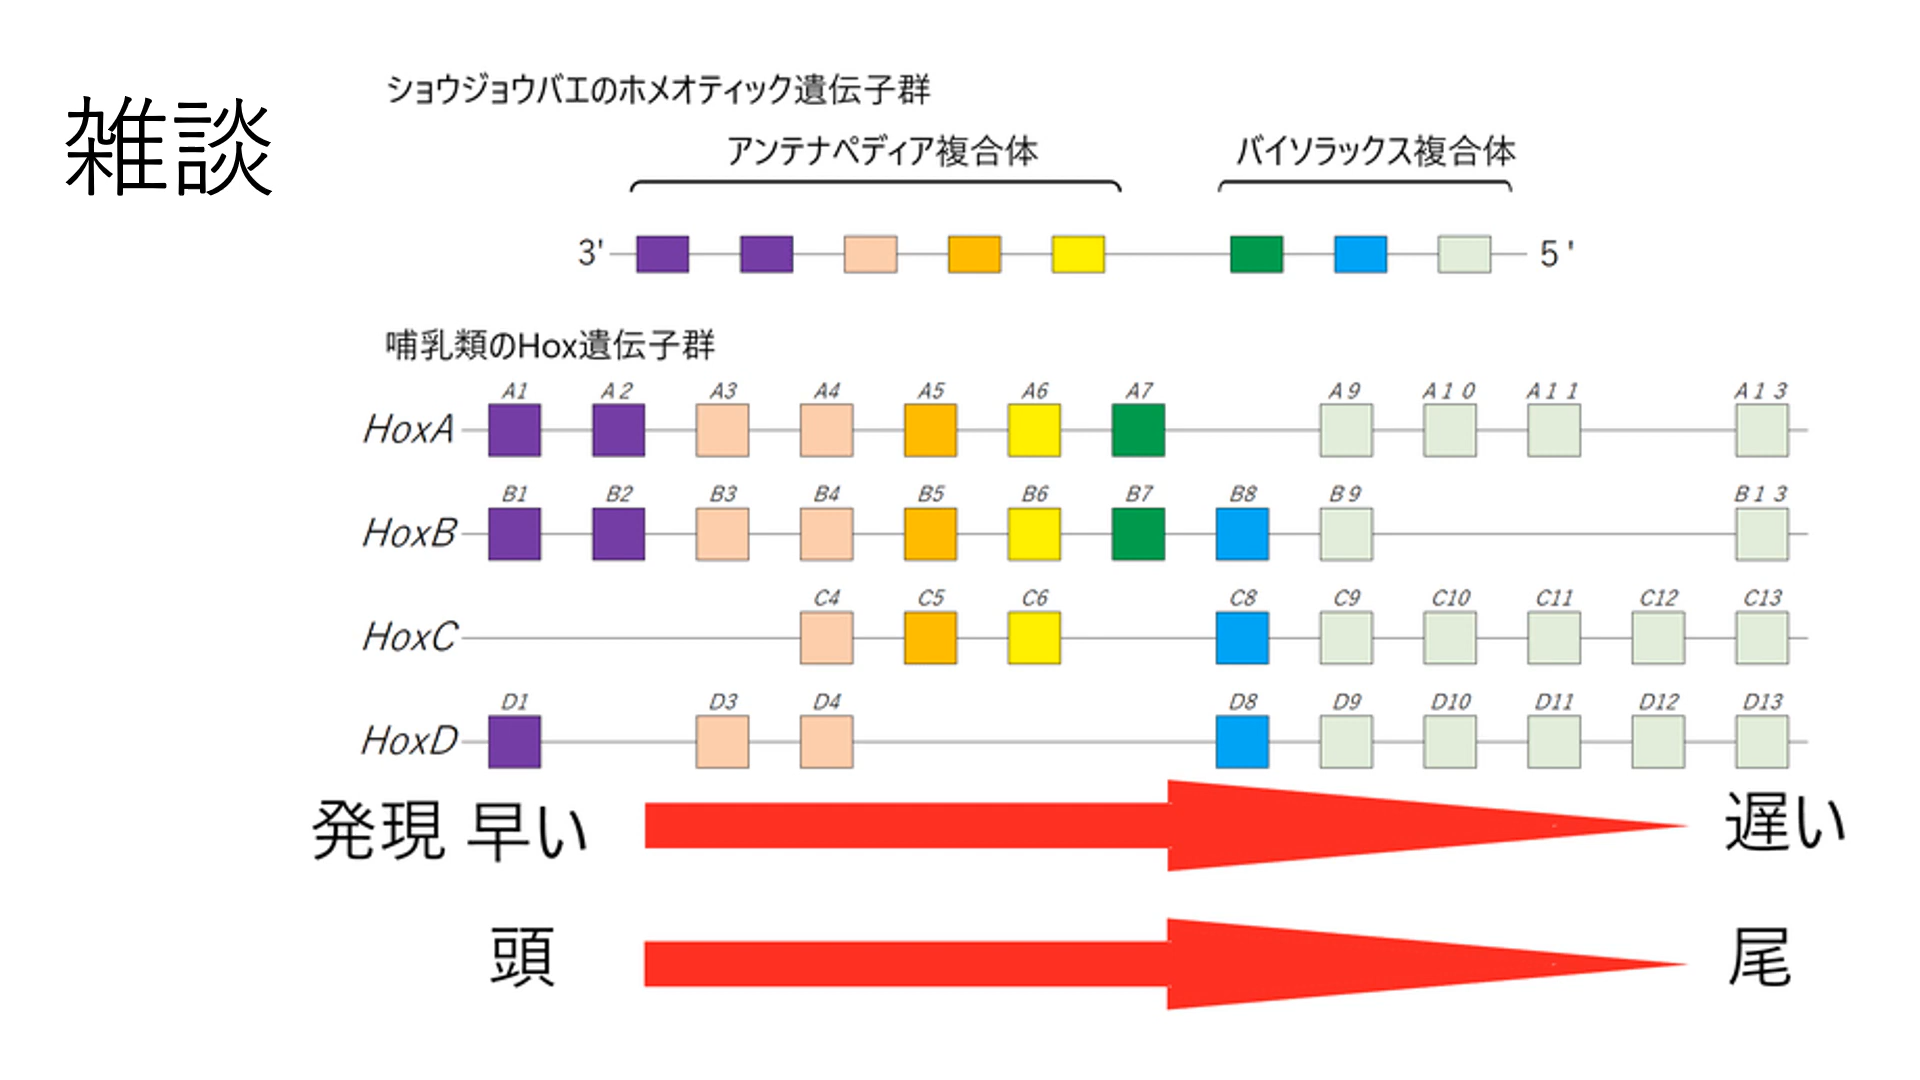 雑談
ショウジョウバエのホメオティック遺伝子群
アンテナペディア複合体 バイソラックス複合体
3' 5'
哺乳類のHox遺伝子群
A1 A2 A3 A4 A5 A6 A7 A9 A10 A11 A13
HoxA
B1 B2 B3 B4 B5 B6 B7 B8 B9 B13
HoxB
C4 C5 C6 C8 C9 C10 C11 C12 C13
HoxC
D1 D3 D4 D8 D9 D10 D11 D12 D13
HoxD
発現 早い 遅い
頭 尾